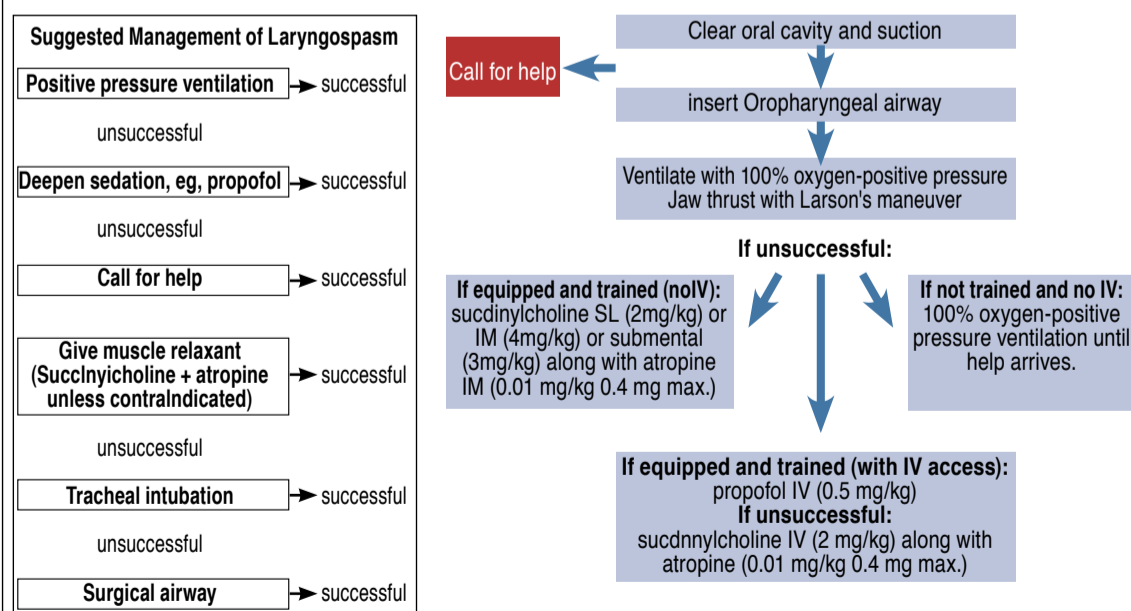 Suggested Management of Laryngospasm
Positive pressure ventilation
successful
unsuccessful
Deepen sedation, eg, propofol
successful
unsuccessful
Call for help
successful
Give muscle relaxant
(Succlnyicholine + atropine
unless contraIndicated)
successful
unsuccessful
Tracheal intubation
successful
unsuccessful
Surgical airway
successful
Clear oral cavity and suction
Call for help
insert Oropharyngeal airway
Ventilate with 100% oxygen-positive pressure
Jaw thrust with Larson's maneuver
If unsuccessful:
If equipped and trained (noIV):
sucdinylcholine SL (2mg/kg) or
IM (4mg/kg) or submental
(3mg/kg) along with atropine
IM (0.01 mg/kg 0.4 mg max.)
If not trained and no IV:
100% oxygen-positive
pressure ventilation until
help arrives.
If equipped and trained (with IV access):
propofol IV (0.5 mg/kg)
If unsuccessful:
sucdnnylcholine IV (2 mg/kg) along with
atropine (0.01 mg/kg 0.4 mg max.)